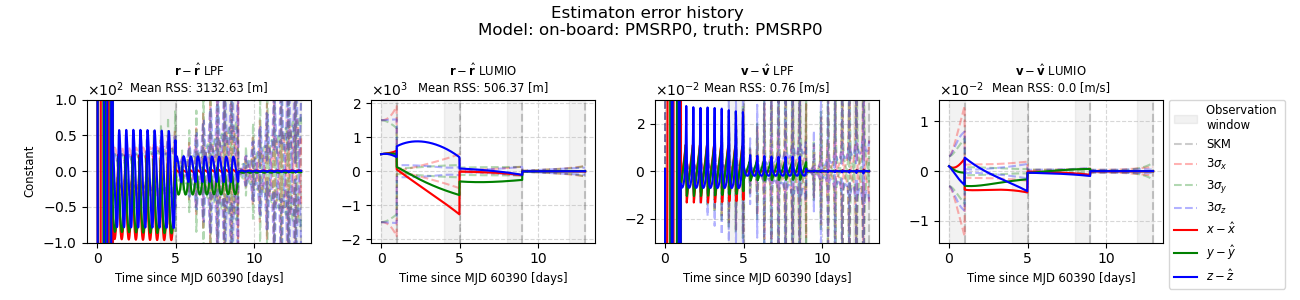 Estimaton error history
Model: on-board: PMSRP0, truth: PMSRP0
r − r̂ LPF
Mean RSS: 3132.63 [m]
×10²
1.0
0.5
0.0
−0.5
−1.0
Constant
0
5
10
Time since MJD 60390 [days]
r − r̂ LUMIO
Mean RSS: 506.37 [m]
×10³
2
1
0
−1
−2
0
5
10
Time since MJD 60390 [days]
v − v̂ LPF
Mean RSS: 0.76 [m/s]
×10⁻²
2
0
−2
0
5
10
Time since MJD 60390 [days]
v − v̂ LUMIO
Mean RSS: 0.0 [m/s]
×10⁻²
1
0
−1
0
5
10
Time since MJD 60390 [days]
Observation
window
SKM
3σx
3σy
3σz
x − x̂
y − ŷ
z − ẑ